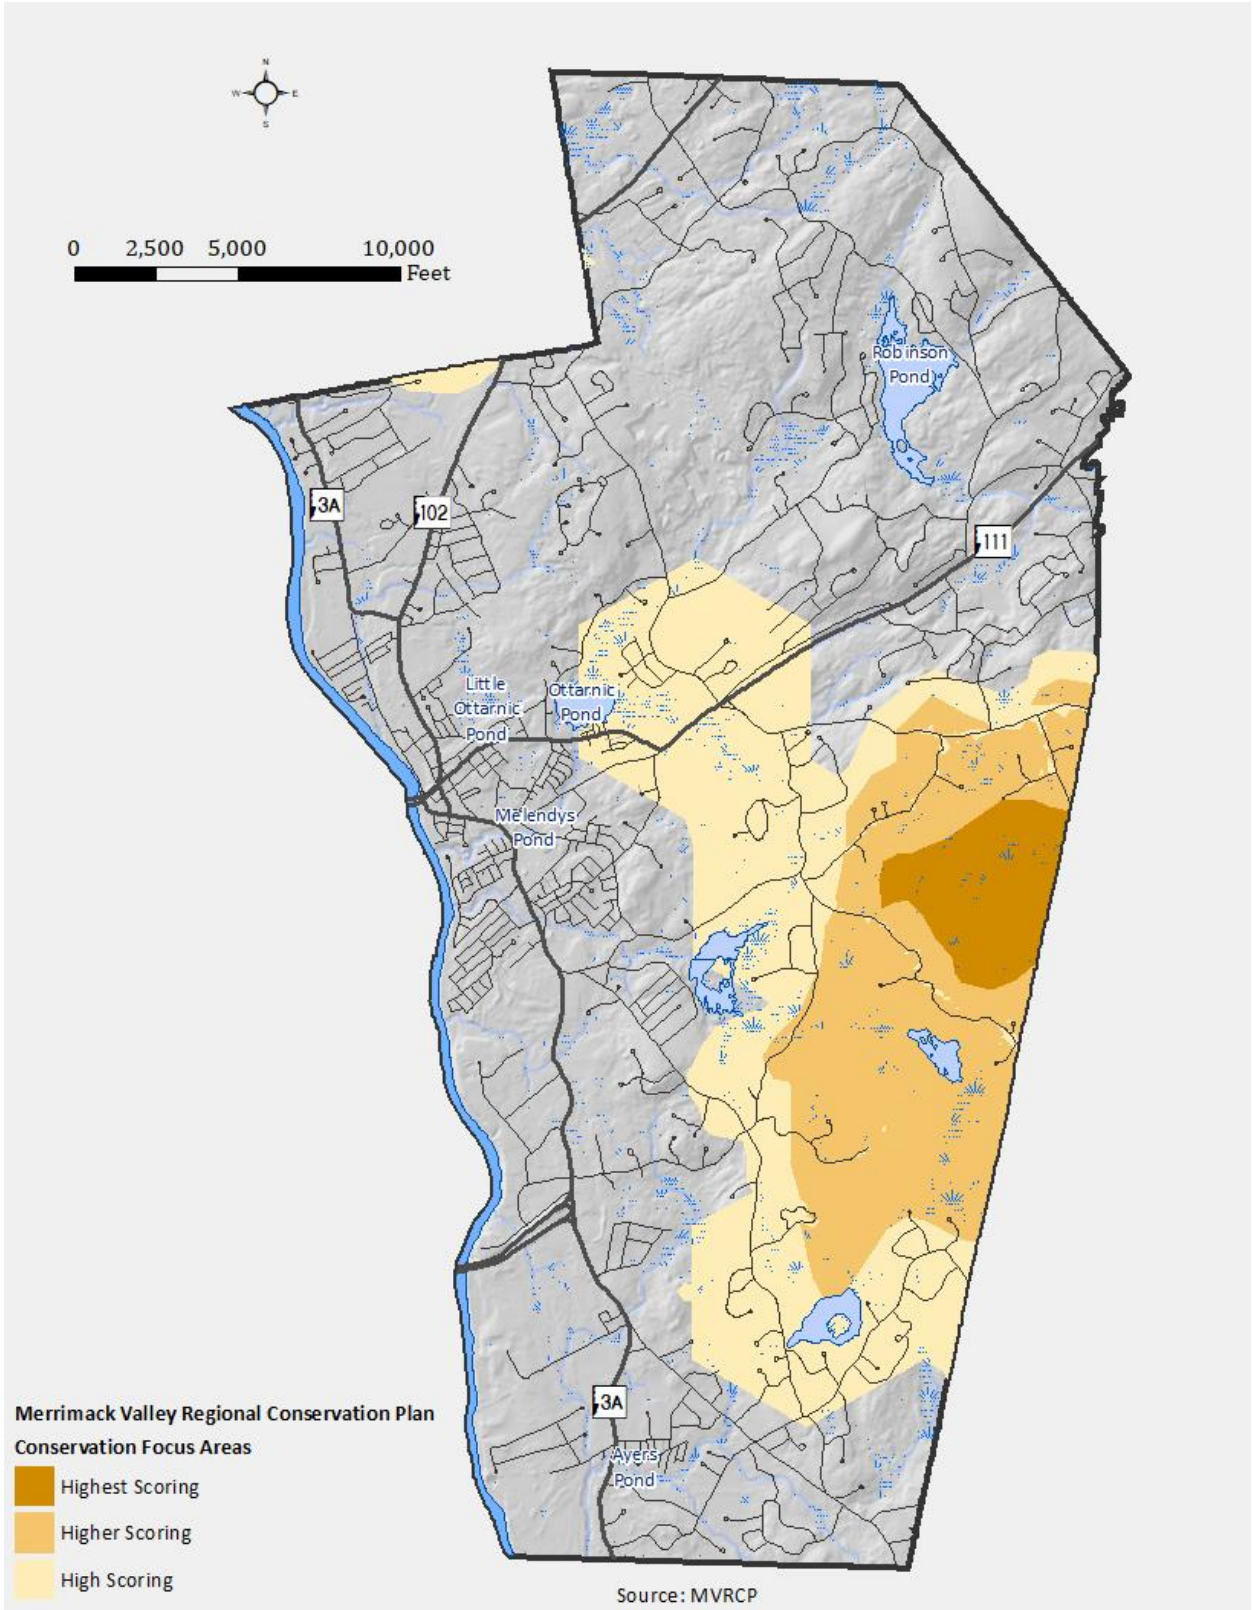 N
W E
S
0 2,500 5,000 10,000
Feet
Robinson
Pond
3A
102
111
Little
Ottarnic
Pond
Ottarnic
Pond
Melendys
Pond
3A
Ayers
Pond
Merrimack Valley Regional Conservation Plan
Conservation Focus Areas
Highest Scoring
Higher Scoring
High Scoring
Source: MVRCP